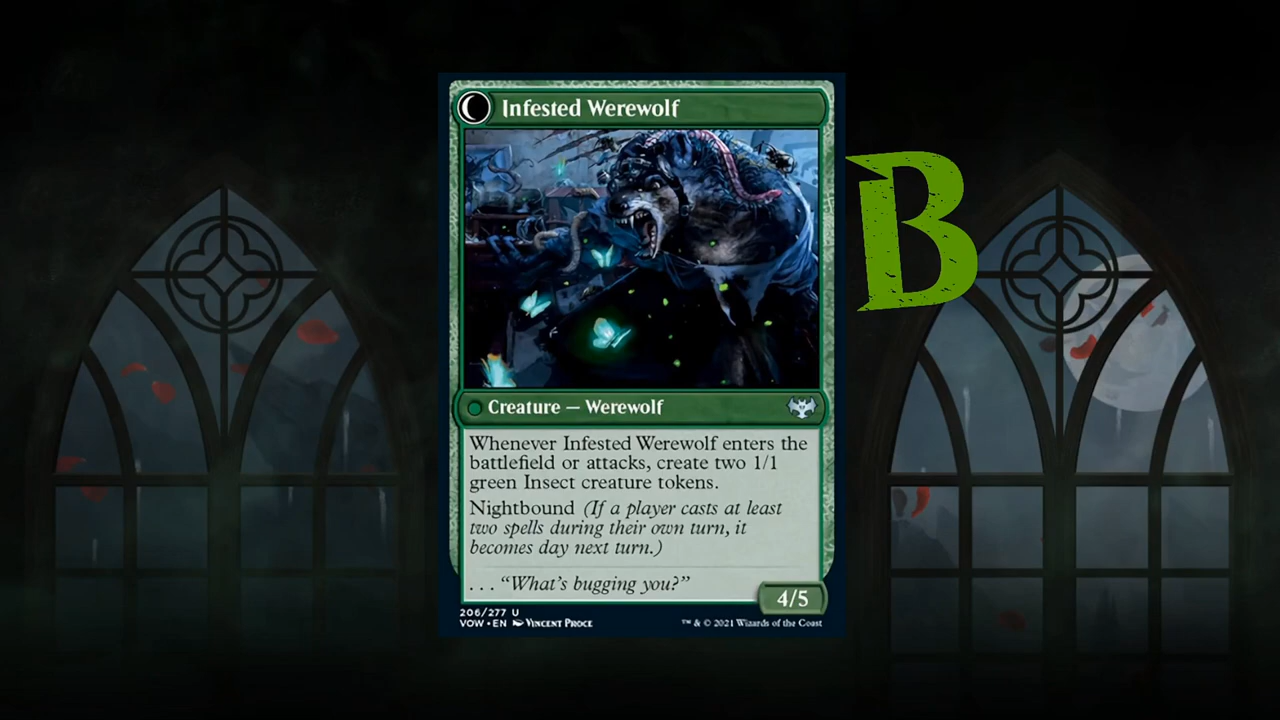 Infested Werewolf
B
Creature — Werewolf
Whenever Infested Werewolf enters the
battlefield or attacks, create two 1/1
green Insect creature tokens.
Nightbound (If a player casts at least
two spells during their own turn, it
becomes day next turn.)
. . . “What’s bugging you?”
4/5
206/277 U
VOW • EN Vincent Proce
™ & © 2021 Wizards of the Coast